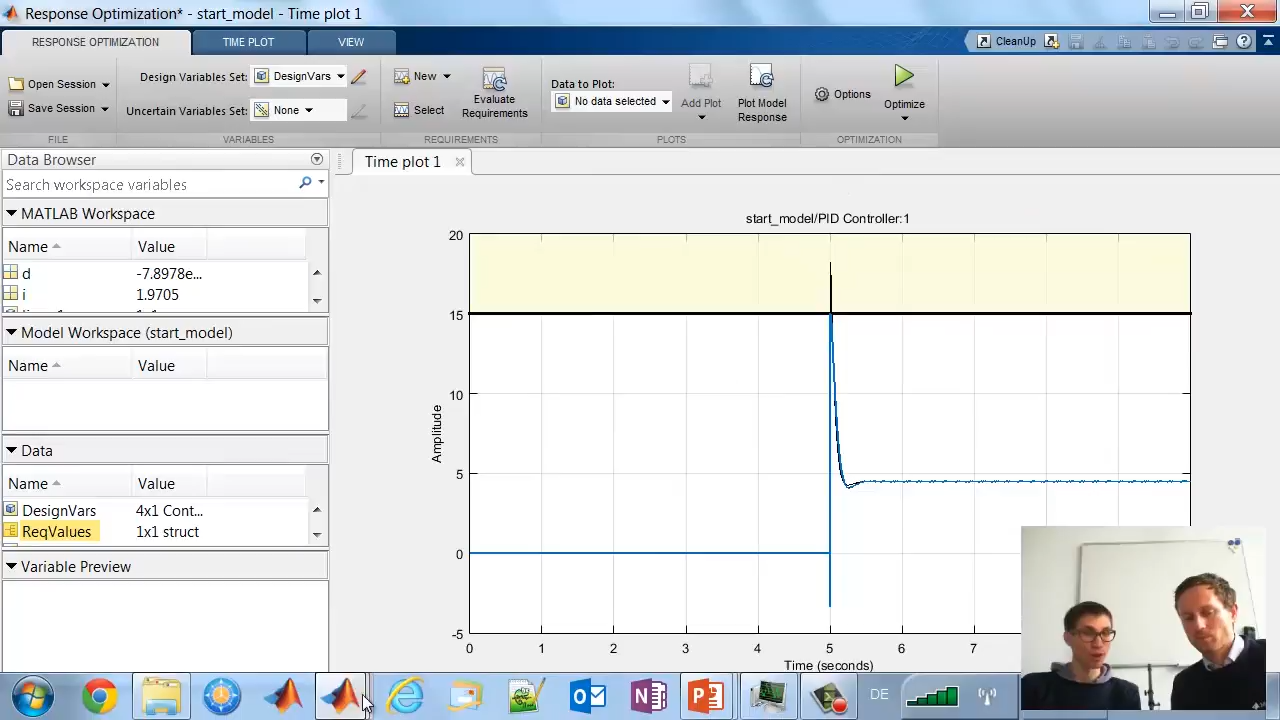 Response Optimization* - start_model - Time plot 1
RESPONSE OPTIMIZATION TIME PLOT VIEW
CleanUp
Open Session
Save Session
FILE
Design Variables Set: DesignVars
Uncertain Variables Set: None
VARIABLES
New
Select
Evaluate Requirements
REQUIREMENTS
Data to Plot:
No data selected
Add Plot
Plot Model Response
PLOTS
Options
Optimize
OPTIMIZATION
Data Browser
Search workspace variables
MATLAB Workspace
Name Value
d -7.8978e...
i 1.9705
Model Workspace (start_model)
Name Value
Data
Name Value
DesignVars 4x1 Cont...
ReqValues 1x1 struct
Variable Preview
Time plot 1
start_model/PID Controller:1
20
15
10
5
0
-5
Amplitude
0 1 2 3 4 5 6 7
Time (seconds)
DE